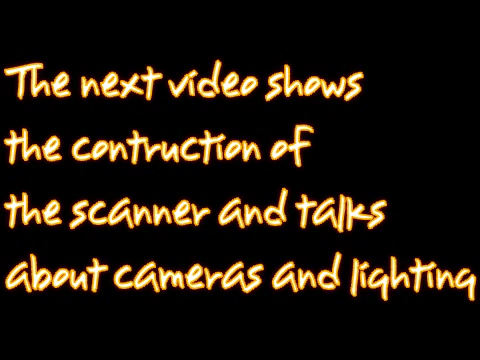 The next video shows
the contruction of
the scanner and talks
about cameras and lighting